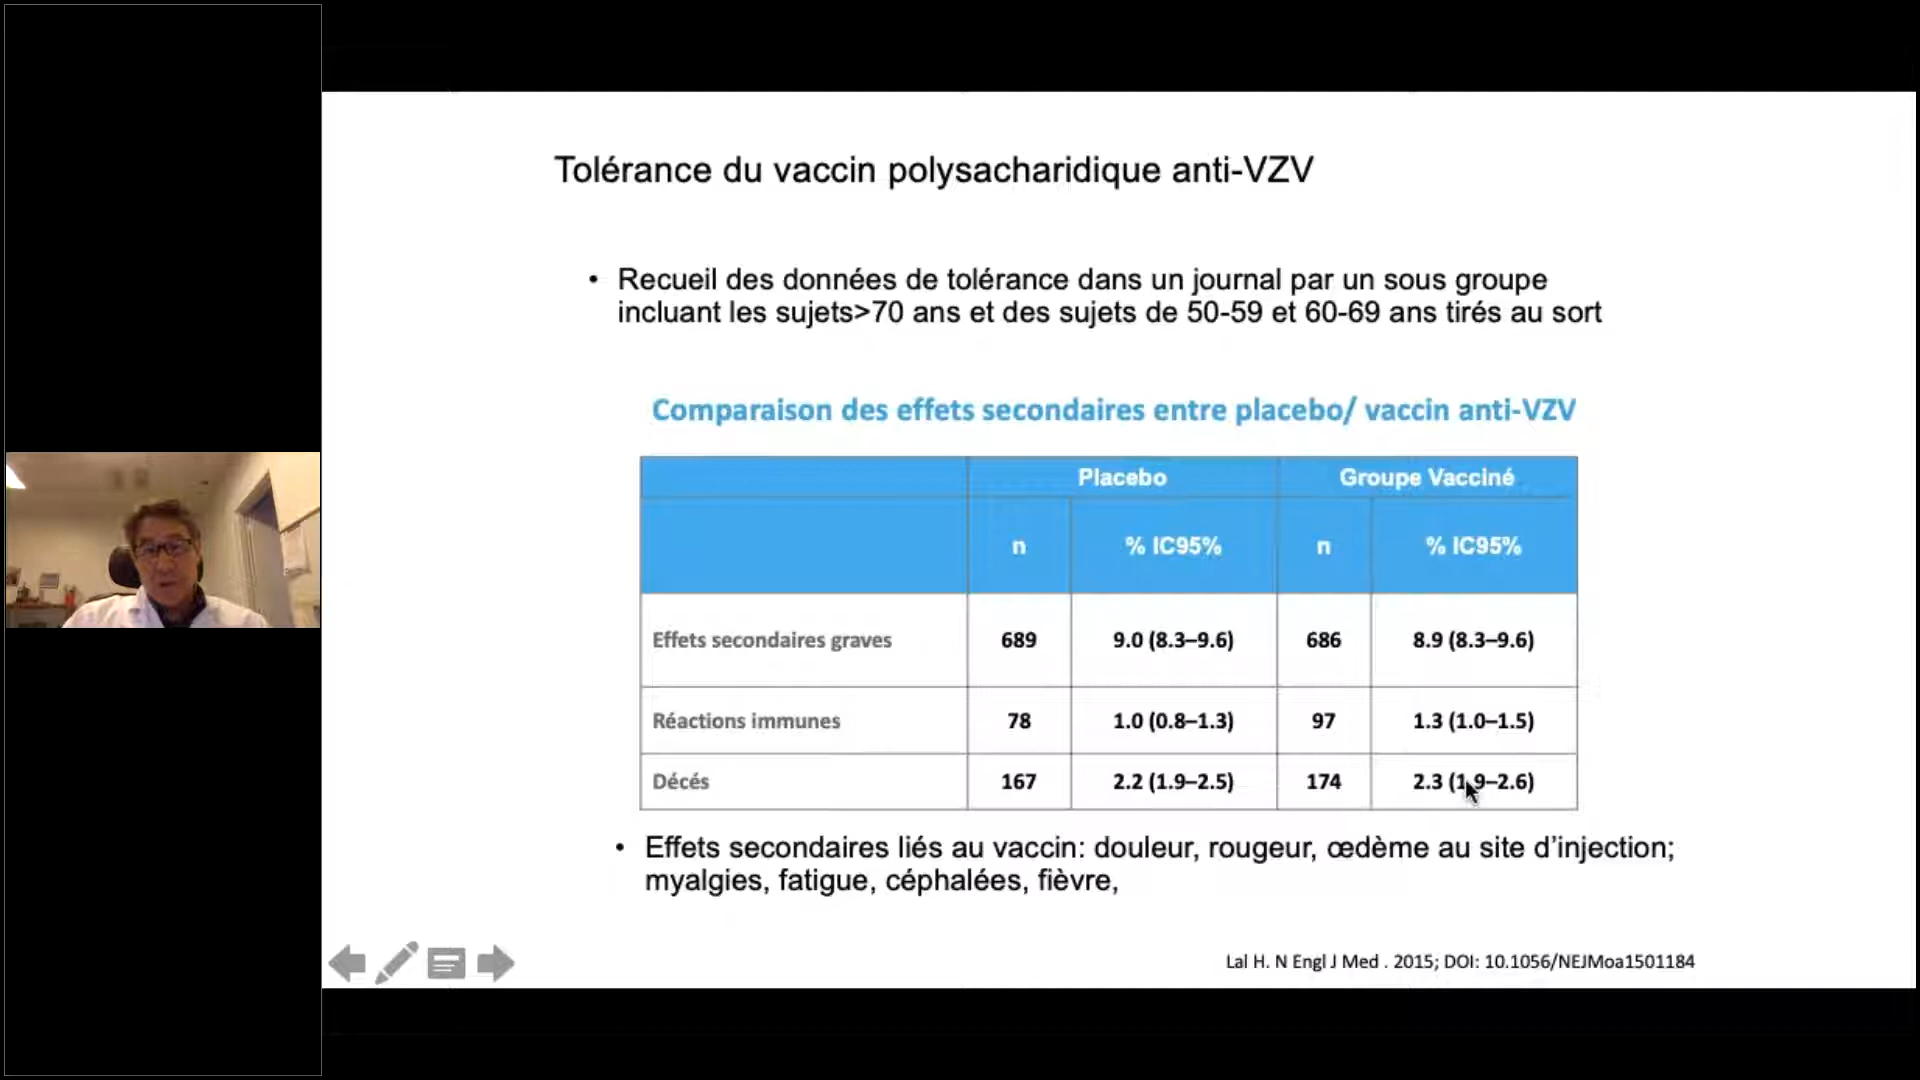 Tolérance du vaccin polysacharidique anti-VZV
• Recueil des données de tolérance dans un journal par un sous groupe
incluant les sujets>70 ans et des sujets de 50-59 et 60-69 ans tirés au sort
Comparaison des effets secondaires entre placebo/ vaccin anti-VZV
Placebo Groupe Vacciné
n % IC95% n % IC95%
Effets secondaires graves 689 9.0 (8.3–9.6) 686 8.9 (8.3–9.6)
Réactions immunes 78 1.0 (0.8–1.3) 97 1.3 (1.0–1.5)
Décés 167 2.2 (1.9–2.5) 174 2.3 (1.9–2.6)
• Effets secondaires liés au vaccin: douleur, rougeur, œdème au site d’injection;
myalgies, fatigue, céphalées, fièvre,
Lal H. N Engl J Med . 2015; DOI: 10.1056/NEJMoa1501184